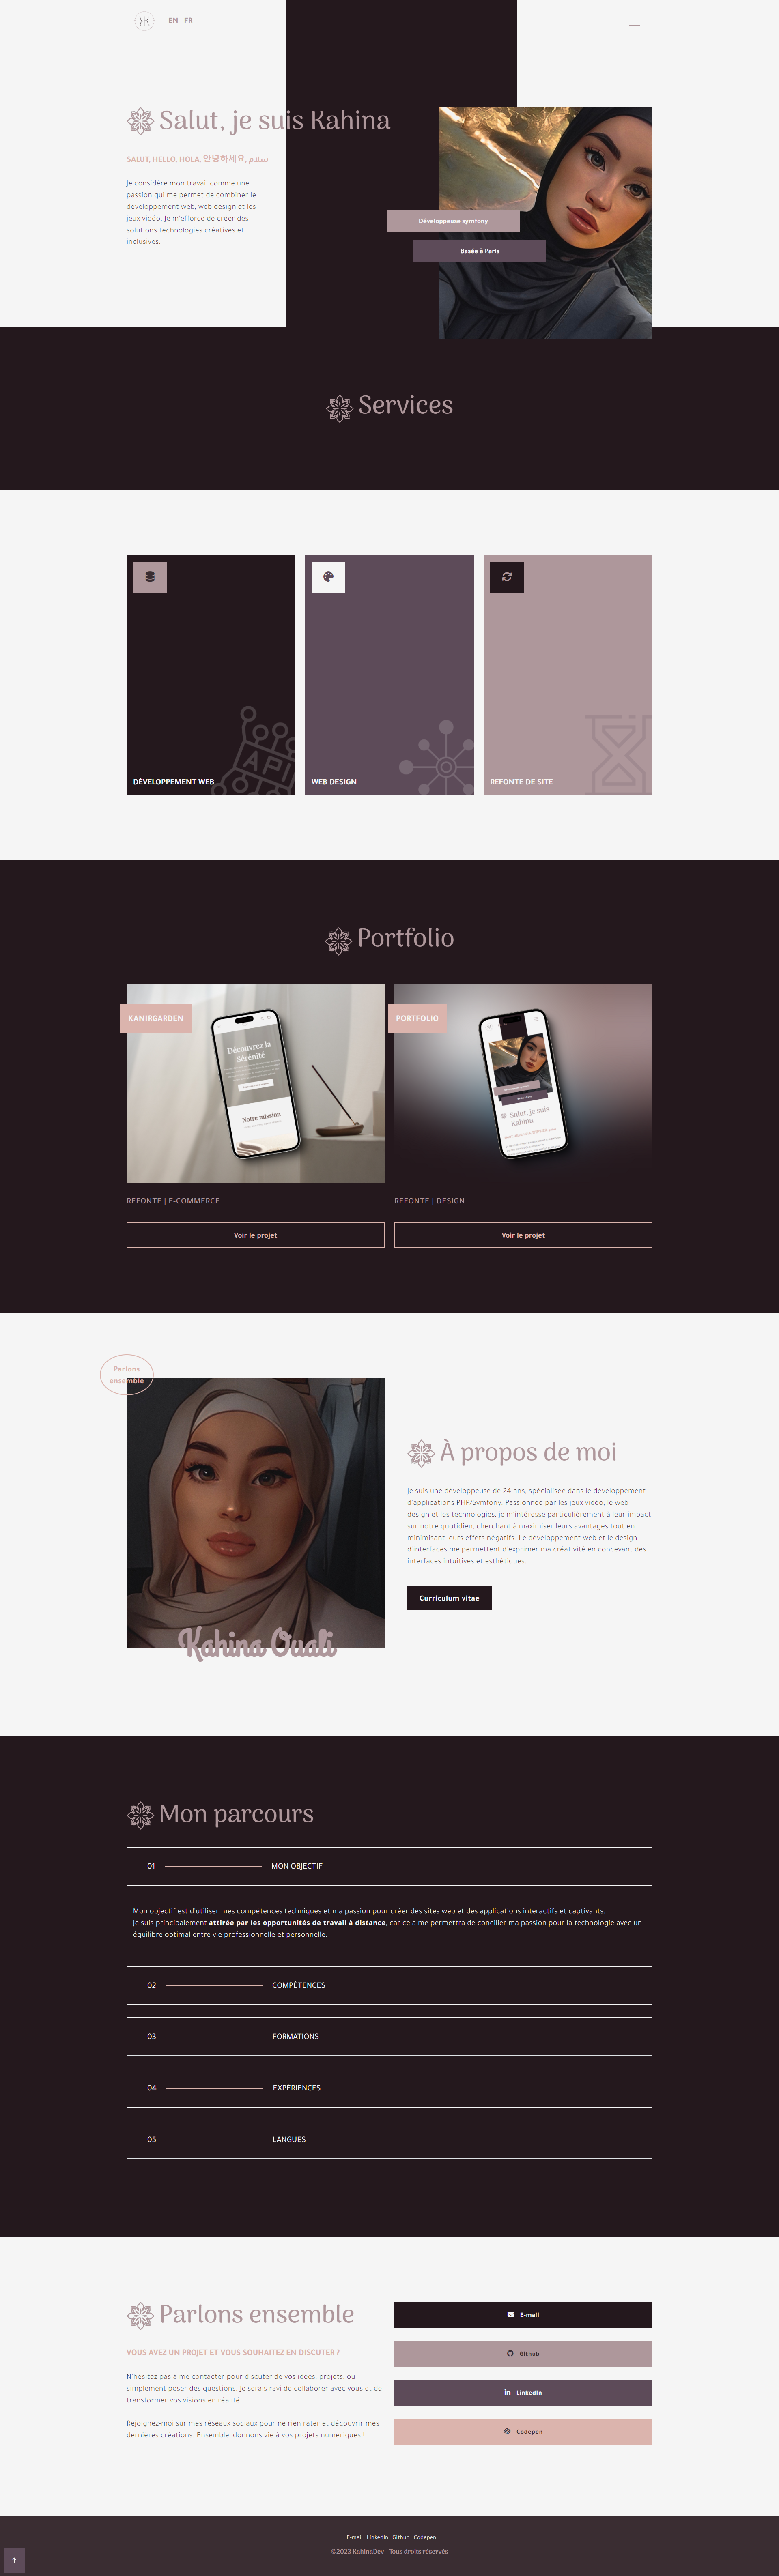 EN FR
Salut, je suis Kahina
SALUT, HELLO, HOLA, 안녕하세요, سلام
Je considère mon travail comme une
passion qui me permet de combiner le
développement web, web design et les
jeux vidéo. Je m'efforce de créer des
solutions technologies créatives et
inclusives.
Développeuse symfony
Basée à Paris
Services
DÉVELOPPEMENT WEB
API
WEB DESIGN
REFONTE DE SITE
Portfolio
KANIRGARDEN
Découvrez la
Sérénité
Notre mission
REFONTE | E-COMMERCE
Voir le projet
PORTFOLIO
Salut, je suis
Kahina
REFONTE | DESIGN
Voir le projet
Parlons
ensemble
Kahina Ouali
À propos de moi
Je suis une développeuse de 24 ans, spécialisée dans le développement
d'applications PHP/Symfony. Passionnée par les jeux vidéo, le web
design et les technologies, je m'intéresse particulièrement à leur impact
sur notre quotidien, cherchant à maximiser leurs avantages tout en
minimisant leurs effets négatifs. Le développement web et le design
d'interfaces me permettent d'exprimer ma créativité en concevant des
interfaces intuitives et esthétiques.
Curriculum vitae
Mon parcours
01 MON OBJECTIF
Mon objectif est d'utiliser mes compétences techniques et ma passion pour créer des sites web et des applications interactifs et captivants.
Je suis principalement attirée par les opportunités de travail à distance, car cela me permettra de concilier ma passion pour la technologie avec un
équilibre optimal entre vie professionnelle et personnelle.
02 COMPÉTENCES
03 FORMATIONS
04 EXPÉRIENCES
05 LANGUES
Parlons ensemble
VOUS AVEZ UN PROJET ET VOUS SOUHAITEZ EN DISCUTER ?
N'hésitez pas à me contacter pour discuter de vos idées, projets, ou
simplement poser des questions. Je serais ravi de collaborer avec vous et de
transformer vos visions en réalité.
Rejoignez-moi sur mes réseaux sociaux pour ne rien rater et découvrir mes
dernières créations. Ensemble, donnons vie à vos projets numériques !
E-mail
Github
LinkedIn
Codepen
E-mail LinkedIn Github Codepen
©2023 KahinaDev - Tous droits réservés